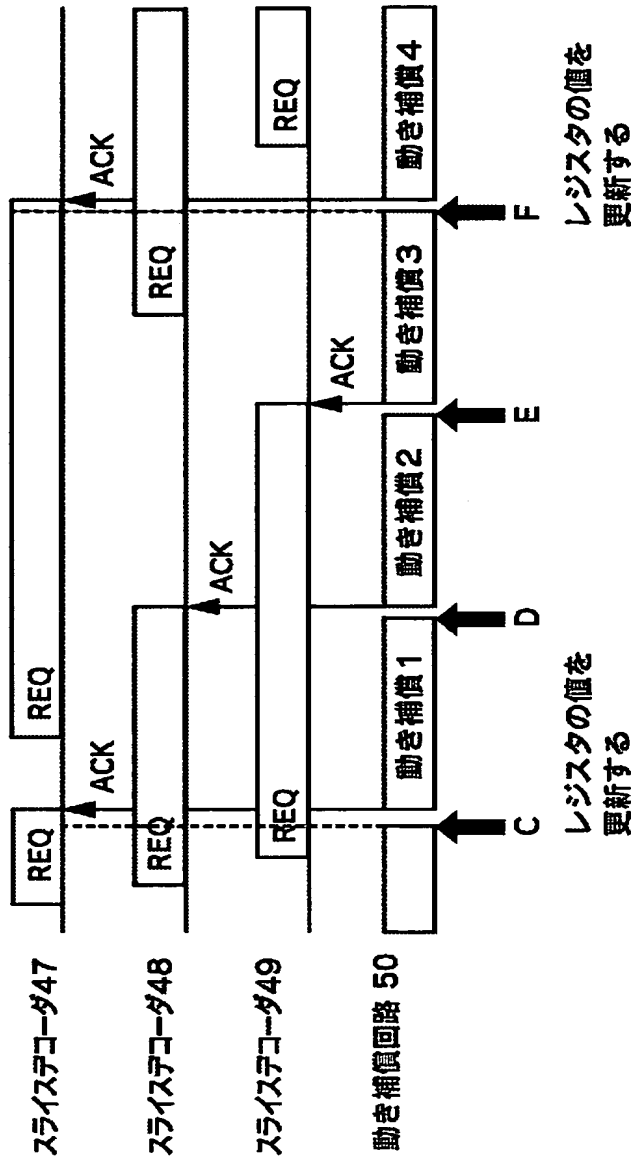 スライスデコーダ47
REQ
ACK
REQ
ACK
スライスデコーダ48
REQ
ACK
REQ
スライスデコーダ49
REQ
ACK
REQ
動き補償回路 50
動き補償1
動き補償2
動き補償3
動き補償4
C
D
E
F
レジスタの値を
更新する
レジスタの値を
更新する